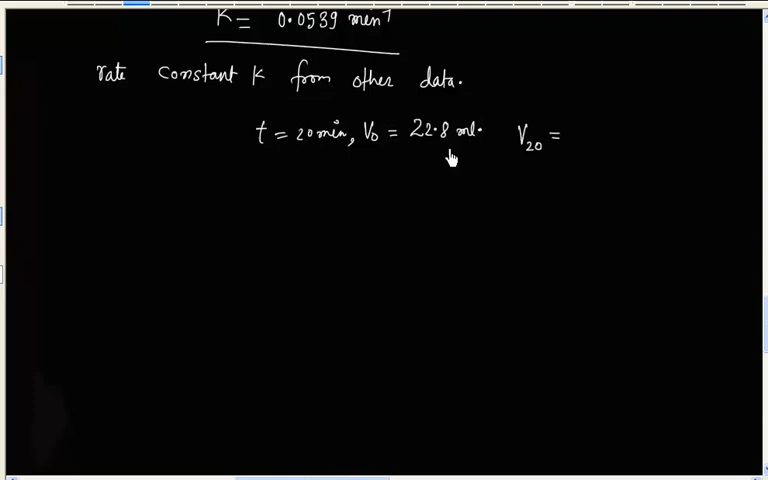 K = 0.0539 min⁻¹
rate constant K from other data.
t = 20 min, V₀ = 22.8 ml. V₂₀ =